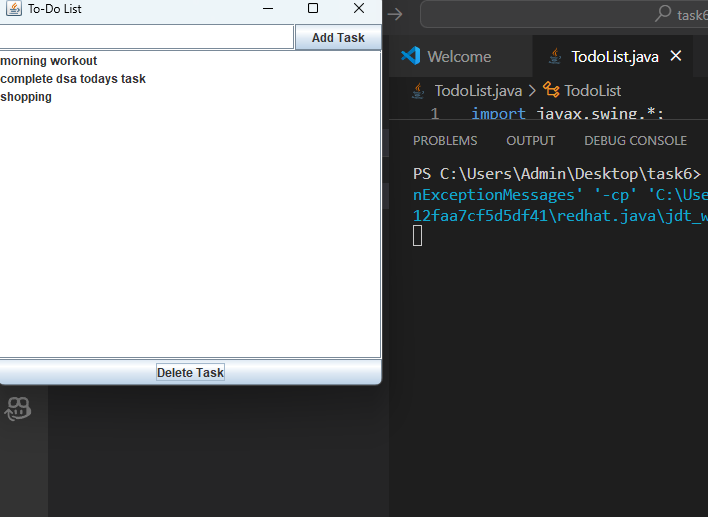 To-Do List
Add Task
morning workout
complete dsa todays task
shopping
Delete Task
task6
Welcome
TodoList.java
TodoList.java > TodoList
1 import javax.swing.*;
PROBLEMS OUTPUT DEBUG CONSOLE
PS C:\Users\Admin\Desktop\task6>
nExceptionMessages' '-cp' 'C:\Use
12faa7cf5d5df41\redhat.java\jdt_w